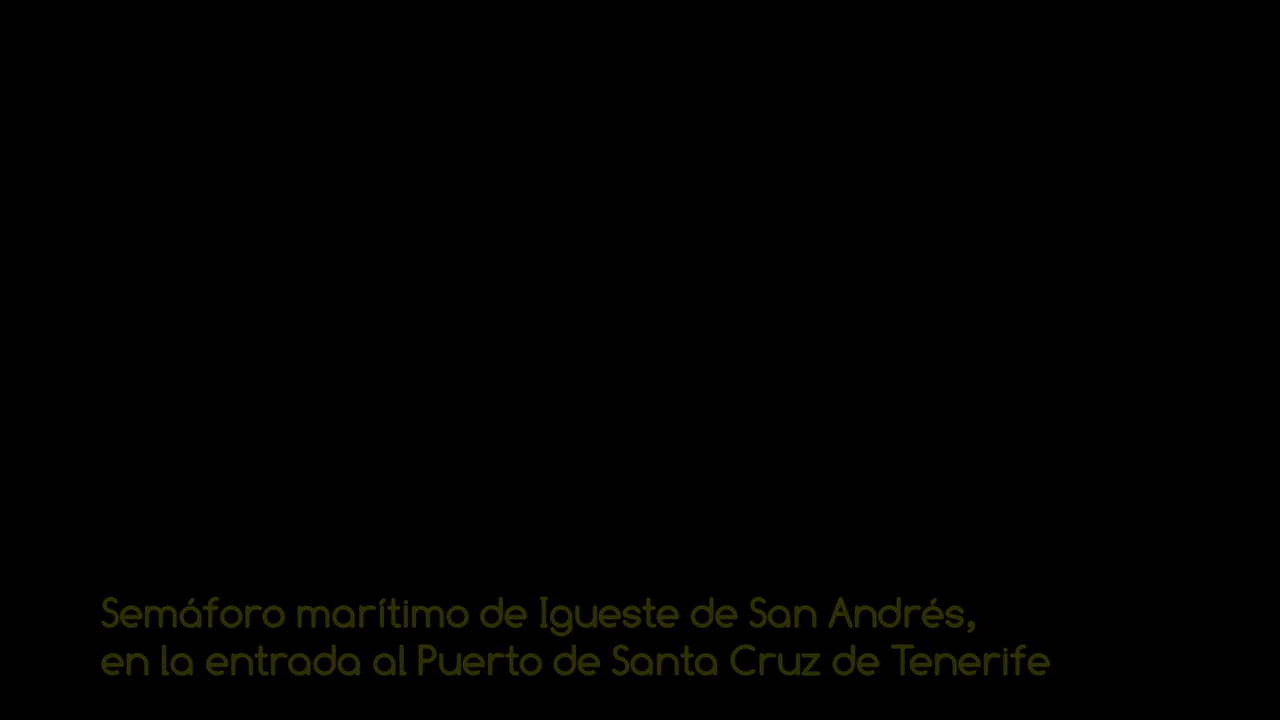 Semáforo marítimo de Igueste de San Andrés,
en la entrada al Puerto de Santa Cruz de Tenerife